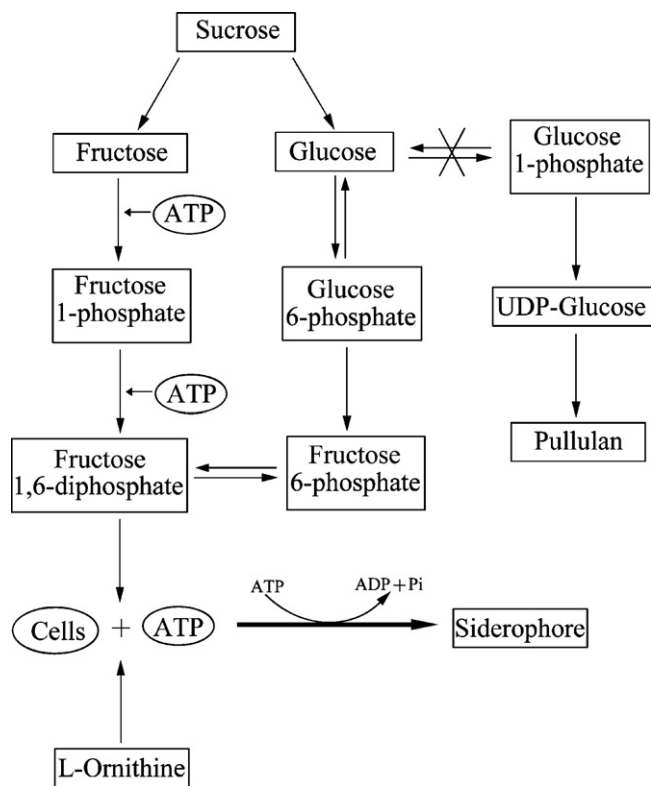 Sucrose
Fructose
Glucose
Glucose
1-phosphate
ATP
Fructose
1-phosphate
Glucose
6-phosphate
UDP-Glucose
ATP
Fructose
1,6-diphosphate
Fructose
6-phosphate
Pullulan
Cells + ATP
ATP
ADP+Pi
Siderophore
L-Ornithine